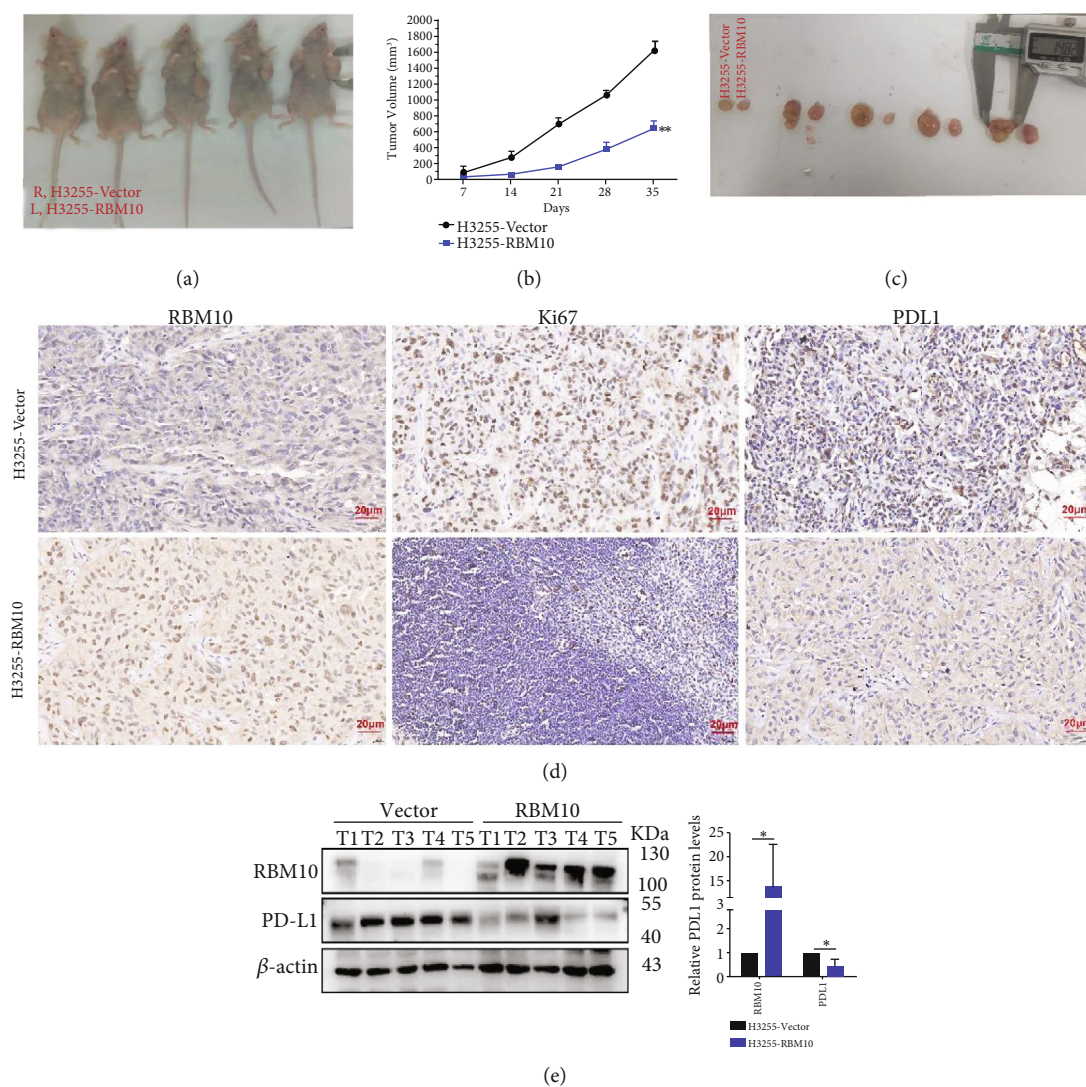 R, H3255-Vector
L, H3255-RBM10
(a)
Tumor Volume (mm³)
2000
1800
1600
1400
1200
1000
800
600
400
200
0
**
7 14 21 28 35
Days
H3255-Vector
H3255-RBM10
(b)
H3255-Vector
H3255-RBM10
(c)
RBM10 Ki67 PDL1
H3255-Vector
20μm 20μm 20μm
H3255-RBM10
20μm 20μm 20μm
(d)
Vector RBM10
T1 T2 T3 T4 T5 T1 T2 T3 T4 T5 KDa
RBM10 130
100
PD-L1 55
40
β-actin 43
Relative PDL1 protein levels
25
20
15
3
2
1
0
* *
RBM10 PDL1
H3255-Vector
H3255-RBM10
(e)